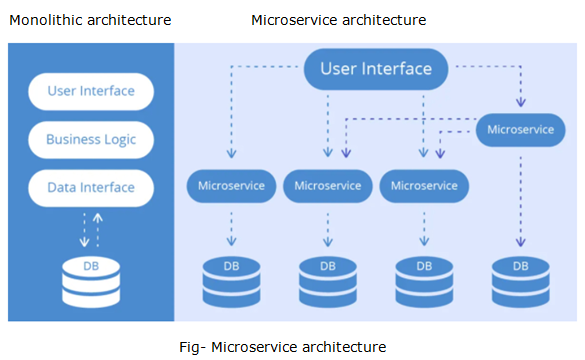 Monolithic architecture
Microservice architecture
User Interface
Business Logic
Data Interface
DB
User Interface
Microservice
Microservice
Microservice
Microservice
DB
DB
DB
DB
Fig- Microservice architecture